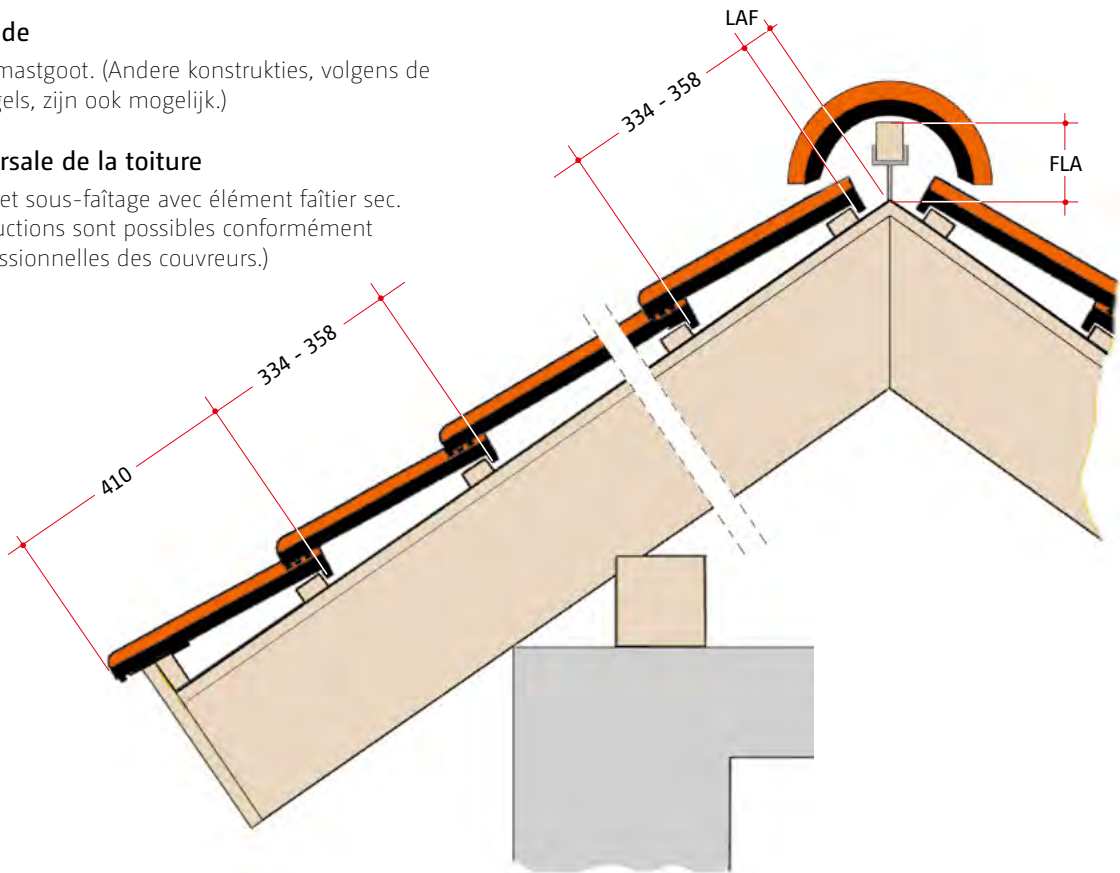 de
mastgoot. (Andere konstrukties, volgens de
gels, zijn ook mogelijk.)
rsale de la toiture
et sous-faîtage avec élément faîtier sec.
uctions sont possibles conformément
ssionnelles des couvreurs.)
LAF
334 - 358
FLA
334 - 358
410